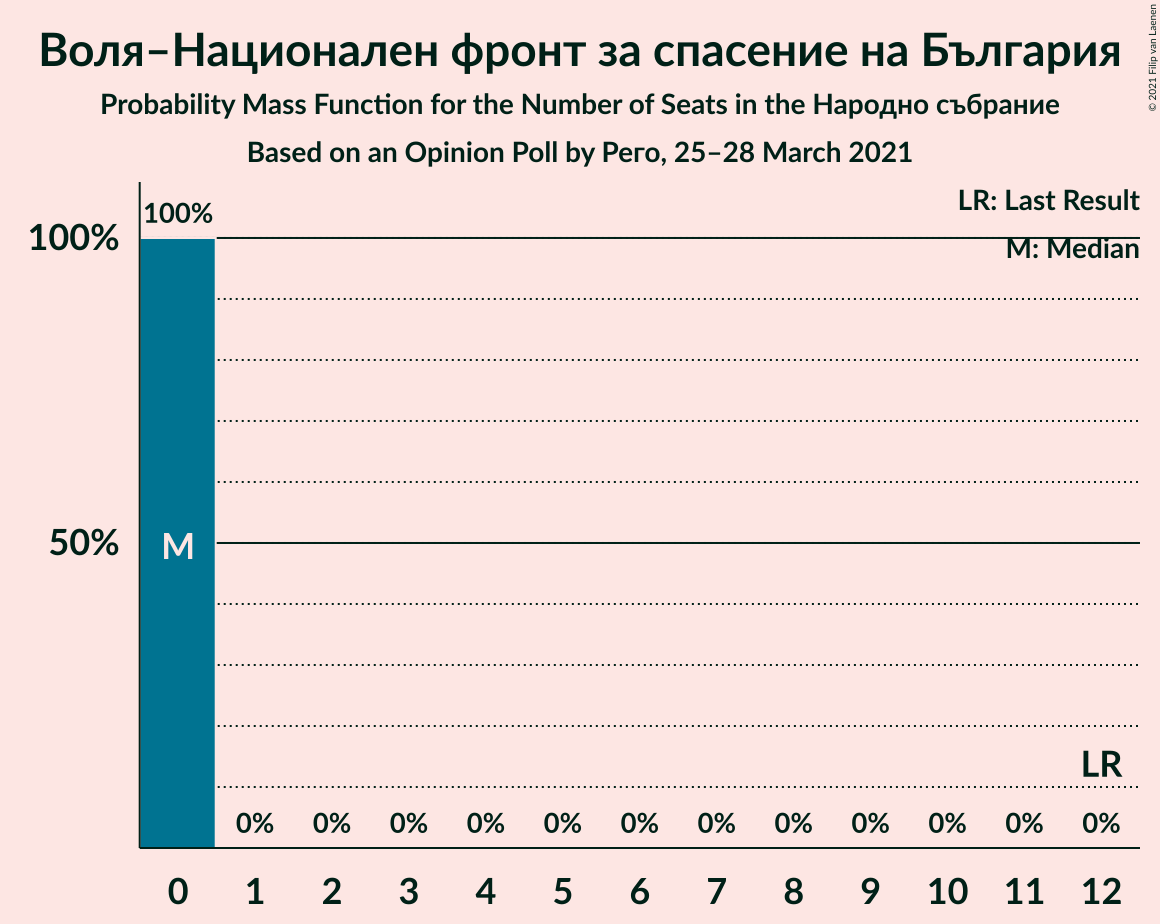 Воля–Национален фронт за спасение на България
Probability Mass Function for the Number of Seats in the Народно събрание
Based on an Opinion Poll by Рего, 25–28 March 2021
© 2021 Filip van Laenen
LR: Last Result
M: Median
100%
100%
50%
M
LR
0% 0% 0% 0% 0% 0% 0% 0% 0% 0% 0% 0%
0 1 2 3 4 5 6 7 8 9 10 11 12